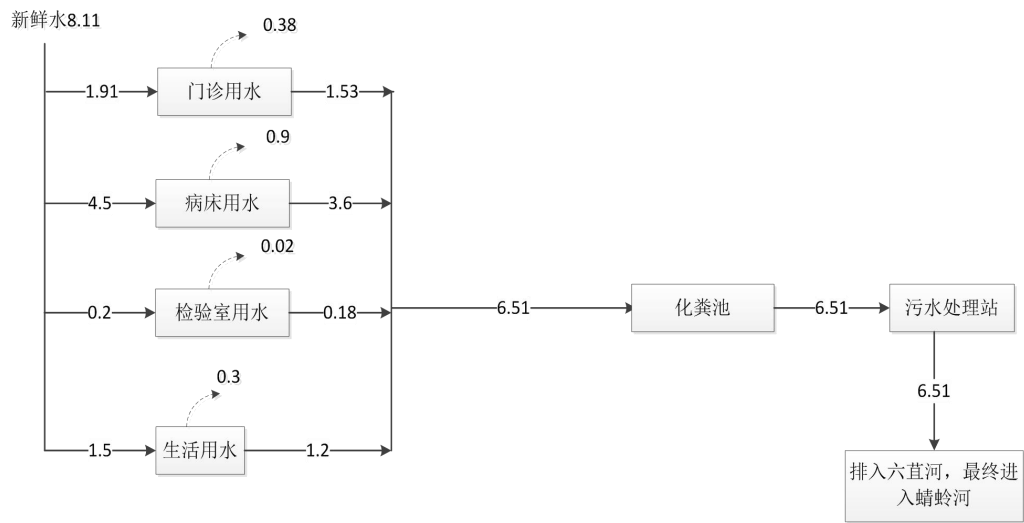 新鲜水8.11
0.38
1.91
门诊用水
1.53
0.9
4.5
病床用水
3.6
0.02
0.2
检验室用水
0.18
6.51
化粪池
6.51
污水处理站
0.3
6.51
1.5
生活用水
1.2
排入六苴河，最终进
入蜻蛉河